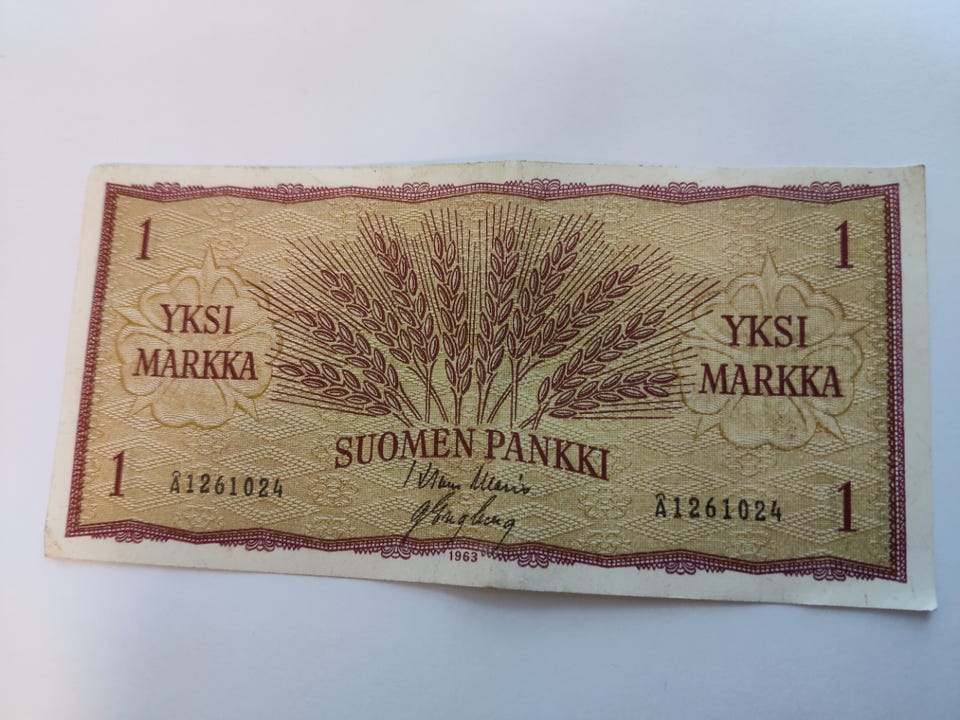 1
1
YKSI
MARKKA
YKSI
MARKKA
SUOMEN PANKKI
1
Â1261024
Â1261024
1
1963